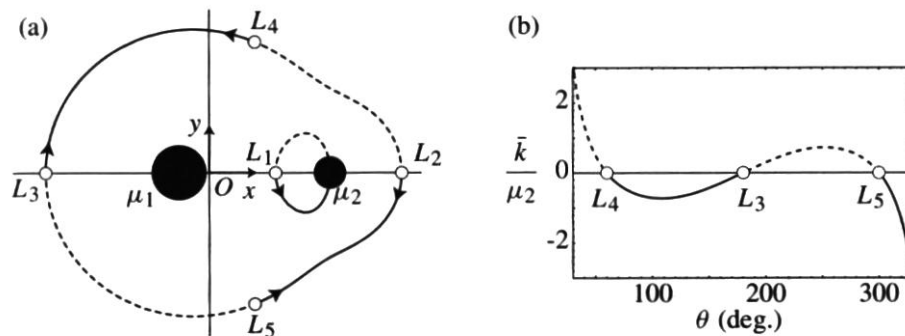 (a)
L4
y
L1
L2
L3
μ1
O
x
μ2
L5
(b)
2
k̄
μ2
0
-2
L4
L3
L5
100
200
300
θ (deg.)